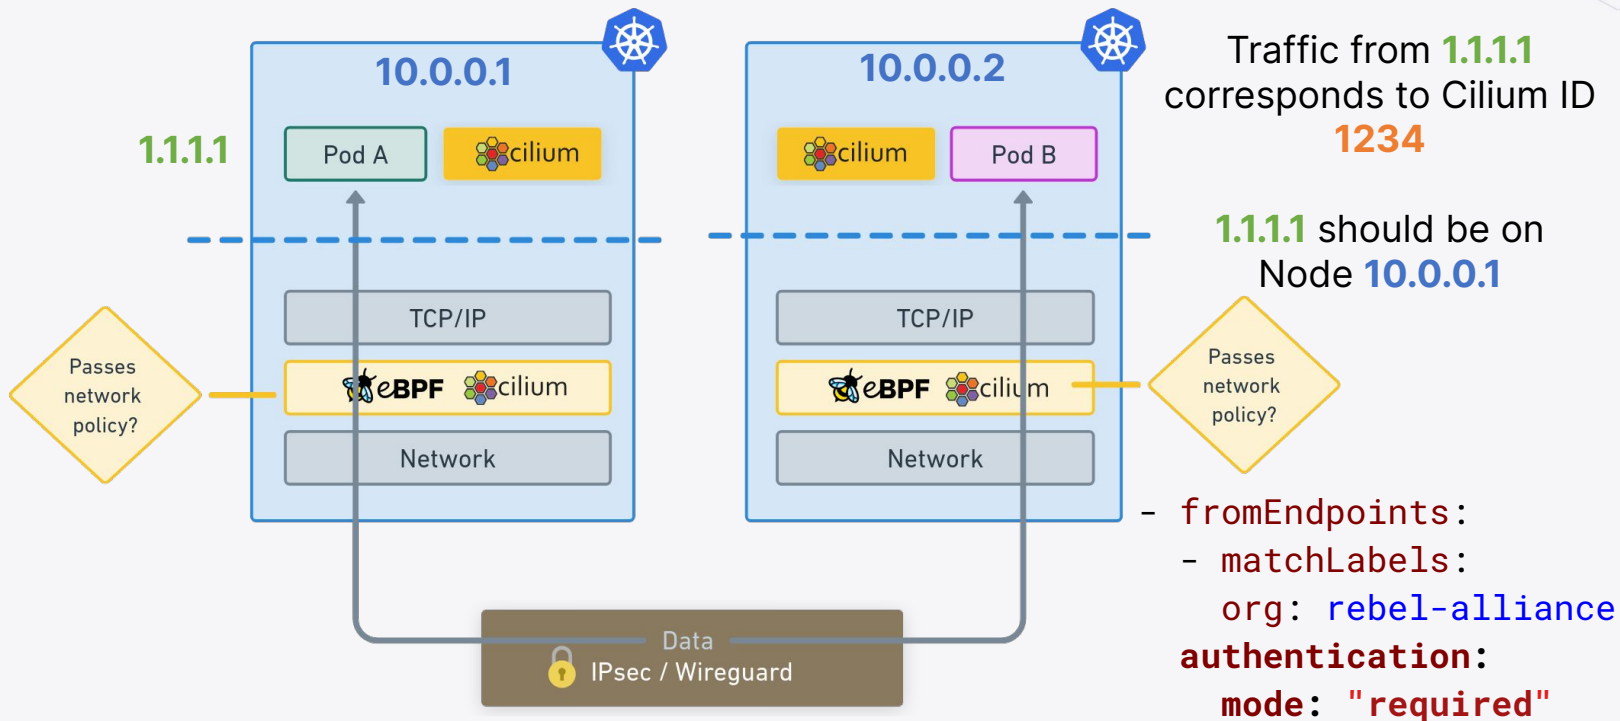 10.0.0.1
1.1.1.1
Pod A
cilium
TCP/IP
eBPF cilium
Network
Passes
network
policy?
10.0.0.2
cilium
Pod B
TCP/IP
eBPF cilium
Network
Passes
network
policy?
Data
IPsec / Wireguard
Traffic from 1.1.1.1
corresponds to Cilium ID
1234
1.1.1.1 should be on
Node 10.0.0.1
- fromEndpoints:
- matchLabels:
org: rebel-alliance
authentication:
mode: "required"